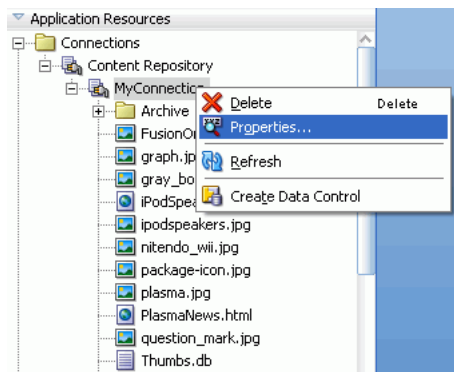 Application Resources
Connections
Content Repository
MyConnectio
Delete Delete
Archive
Properties...
FusionOr
graph.jp
Refresh
gray_bo
iPodSpea
Create Data Control
ipodspeakers.jpg
nitendo_wii.jpg
package-icon.jpg
plasma.jpg
PlasmaNews.html
question_mark.jpg
Thumbs.db